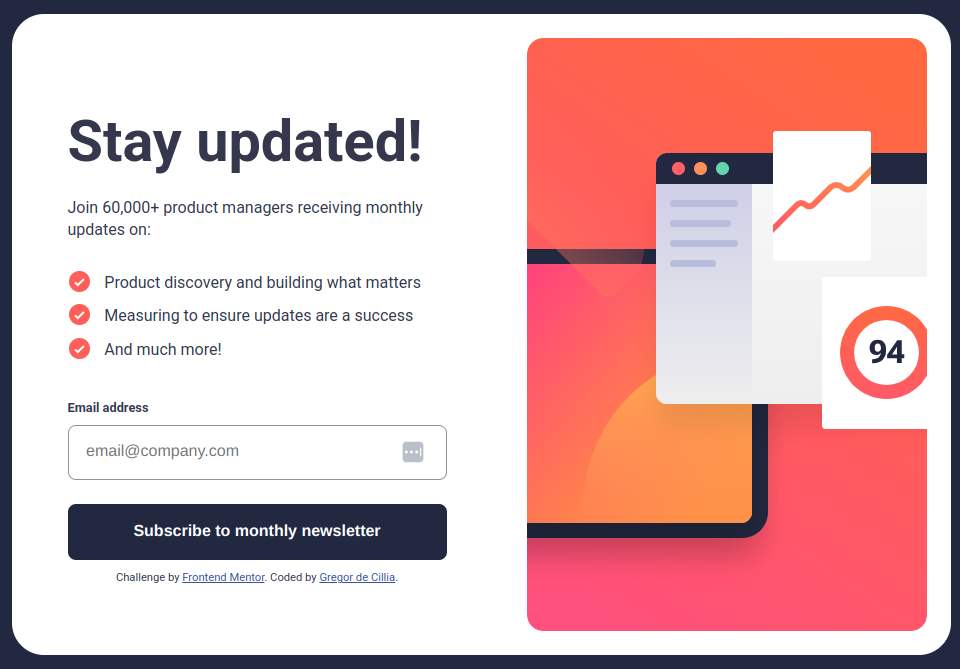 Stay updated!
Join 60,000+ product managers receiving monthly
updates on:
Product discovery and building what matters
Measuring to ensure updates are a success
And much more!
Email address
email@company.com
Subscribe to monthly newsletter
Challenge by Frontend Mentor. Coded by Gregor de Cillia.
94